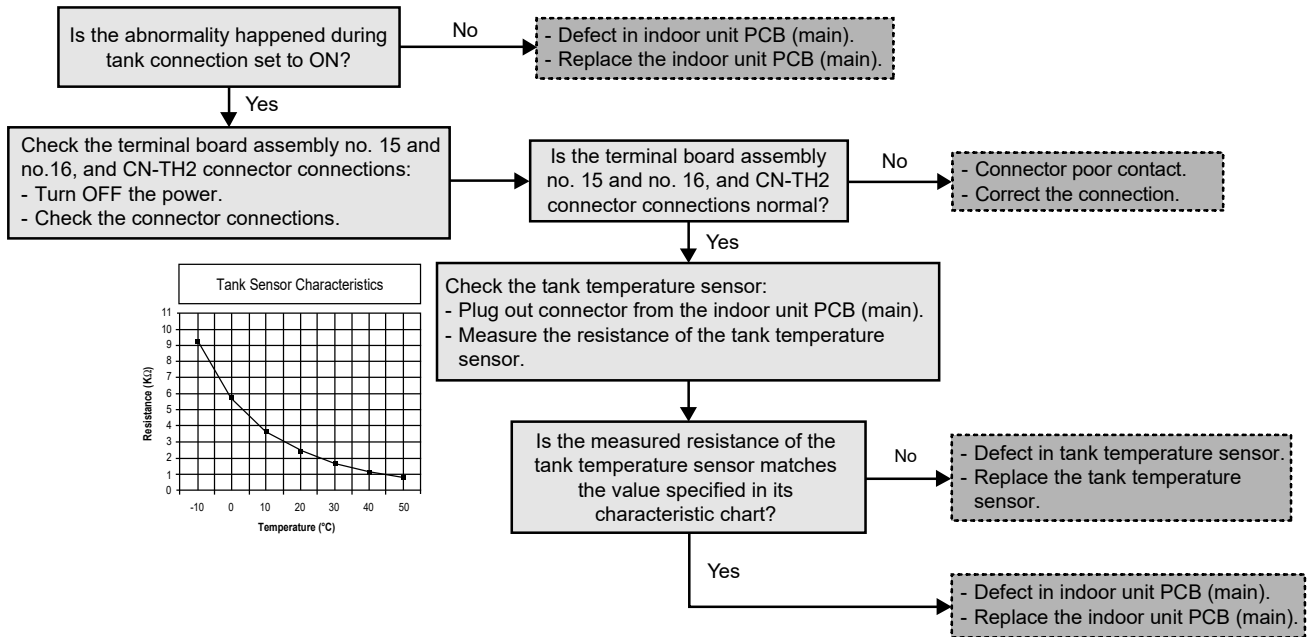 Is the abnormality happened during
tank connection set to ON?
No
- Defect in indoor unit PCB (main).
- Replace the indoor unit PCB (main).
Yes
Check the terminal board assembly no. 15 and
no.16, and CN-TH2 connector connections:
- Turn OFF the power.
- Check the connector connections.
Is the terminal board assembly
no. 15 and no. 16, and CN-TH2
connector connections normal?
No
- Connector poor contact.
- Correct the connection.
Yes
Check the tank temperature sensor:
- Plug out connector from the indoor unit PCB (main).
- Measure the resistance of the tank temperature
sensor.
Tank Sensor Characteristics
11
10
9
8
7
6
5
4
3
2
1
0
Resistance (KΩ)
-10 0 10 20 30 40 50
Temperature (°C)
Is the measured resistance of the
tank temperature sensor matches
the value specified in its
characteristic chart?
No
- Defect in tank temperature sensor.
- Replace the tank temperature
sensor.
Yes
- Defect in indoor unit PCB (main).
- Replace the indoor unit PCB (main).